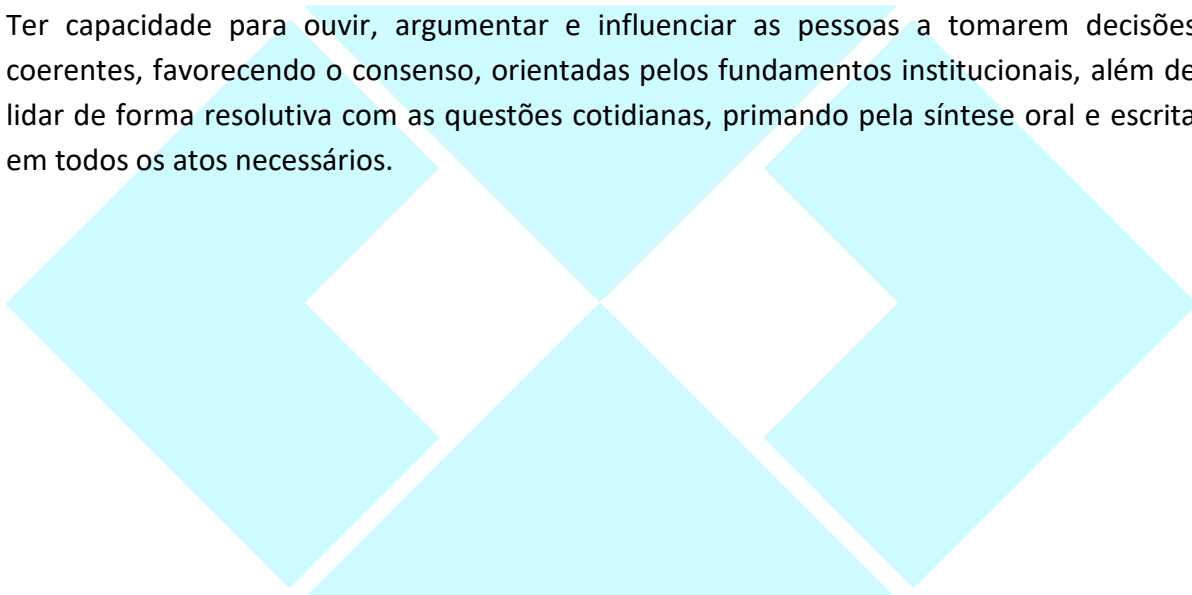 Ter capacidade para ouvir, argumentar e influenciar as pessoas a tomarem decisões
coerentes, favorecendo o consenso, orientadas pelos fundamentos institucionais, além de
lidar de forma resolutiva com as questões cotidianas, primando pela síntese oral e escrita
em todos os atos necessários.